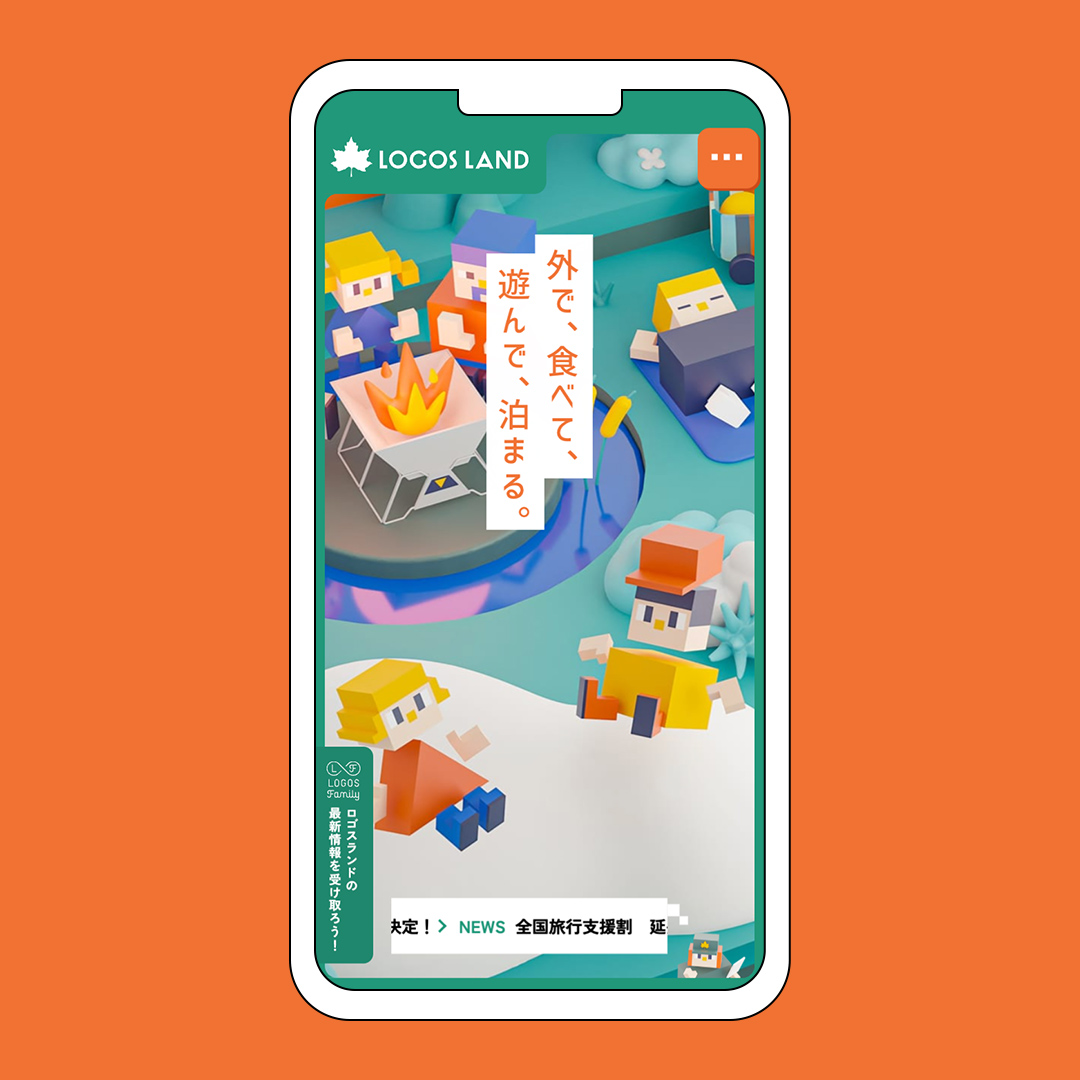 LOGOS LAND
外で、食べて、
遊んで、泊まる。
LF
LOGOS
Family
ロゴスランドの
最新情報を受け取ろう！
決定！> NEWS 全国旅行支援割 延